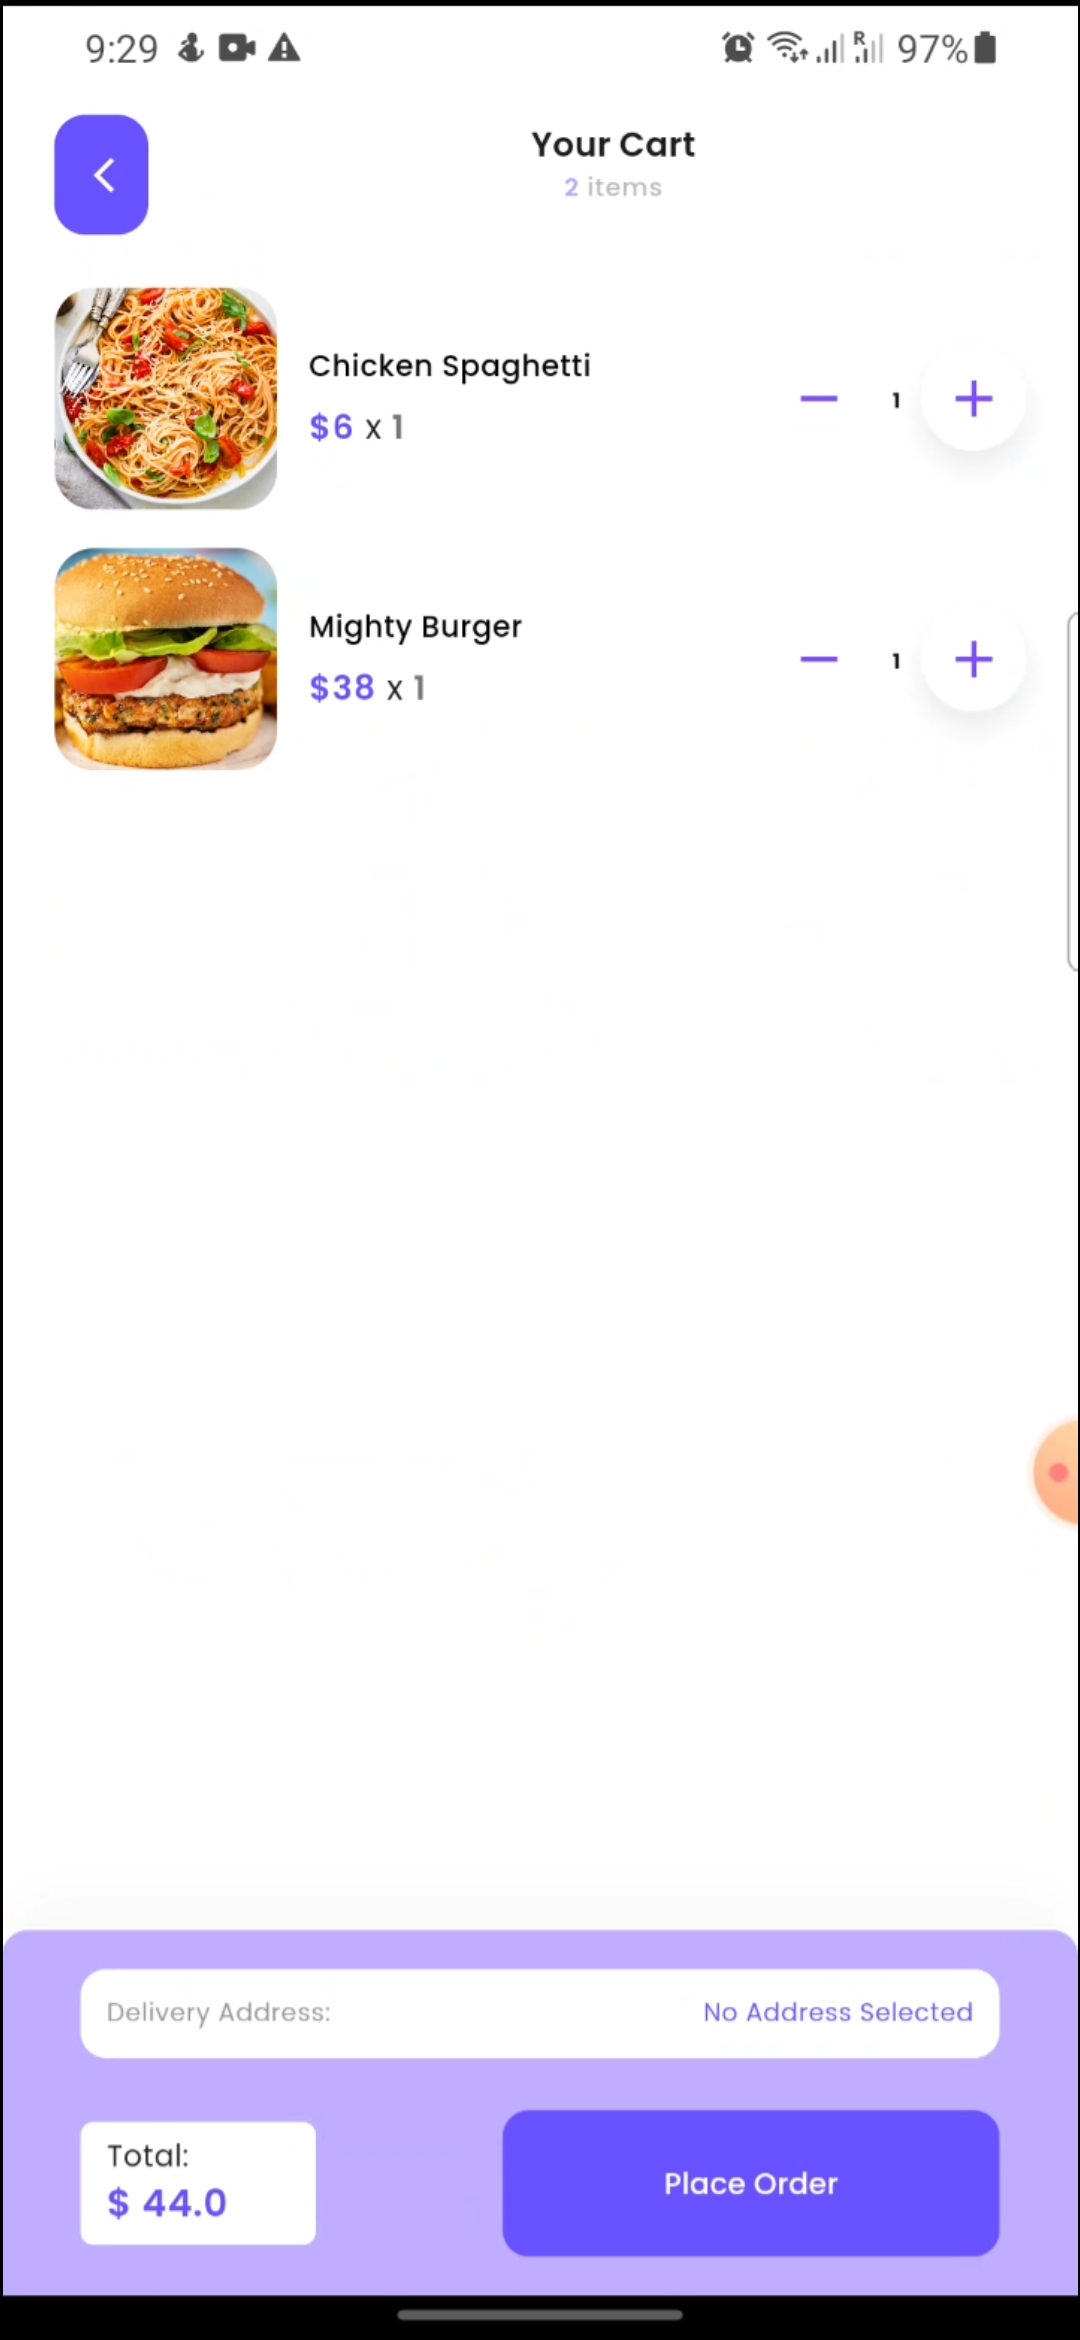 9:29
R 97%
Your Cart
2 items
Chicken Spaghetti
$6 x 1
1
Mighty Burger
$38 x 1
1
Delivery Address: No Address Selected
Total:
$ 44.0
Place Order